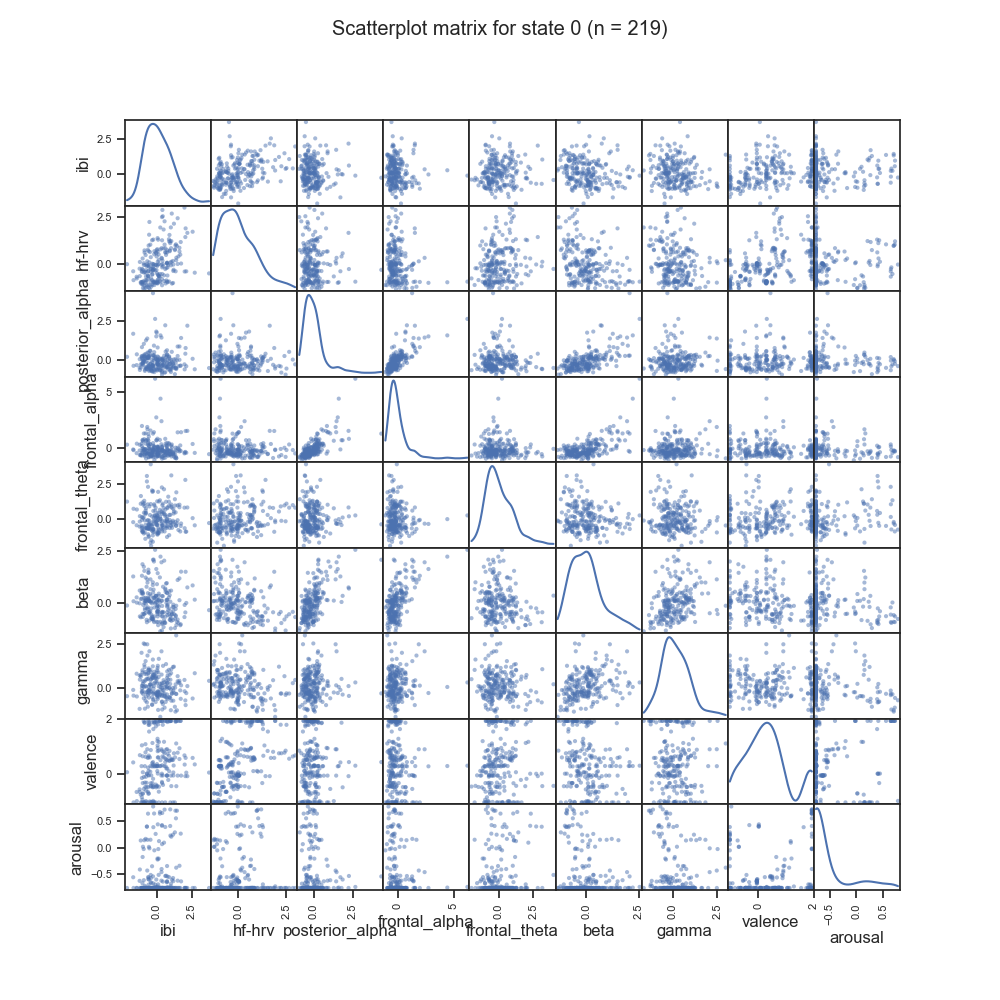 Scatterplot matrix for state 0 (n = 219)
ibi
2.5
0.0
hf-hrv
2.5
0.0
posterior_alpha
2.5
0.0
frontal_alpha
5
0
frontal_theta
2.5
0.0
beta
2.5
0.0
gamma
2.5
0.0
valence
2
0
arousal
0.5
0.0
−0.5
0.0 2.5 0.0 2.5 0.0 2.5 0 5 0.0 2.5 0.0 2.5 0.0 2.5 0 2 −0.5 0.0 0.5
ibi hf-hrv posterior_alpha frontal_alpha frontal_theta beta gamma valence arousal